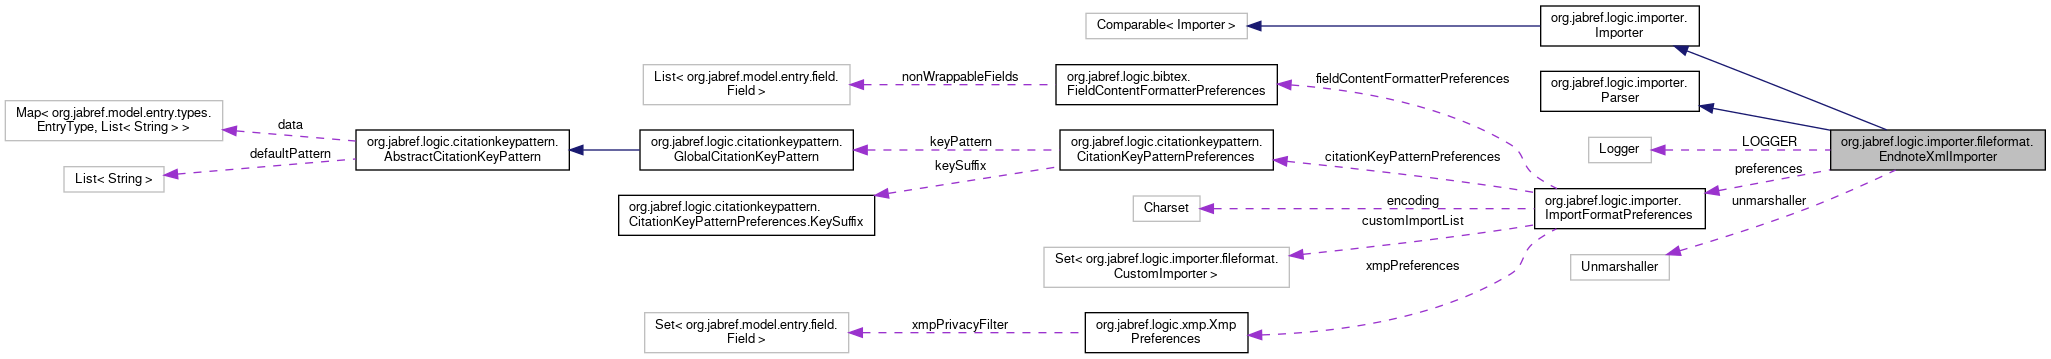 Comparable< Importer >
org.jabref.logic.importer.
Importer
List< org.jabref.model.entry.field.
Field >
nonWrappableFields
org.jabref.logic.bibtex.
FieldContentFormatterPreferences
fieldContentFormatterPreferences
org.jabref.logic.importer.
Parser
Map< org.jabref.model.entry.types.
EntryType, List< String > >
data
defaultPattern
List< String >
org.jabref.logic.citationkeypattern.
AbstractCitationKeyPattern
org.jabref.logic.citationkeypattern.
GlobalCitationKeyPattern
keyPattern
keySuffix
org.jabref.logic.citationkeypattern.
CitationKeyPatternPreferences
citationKeyPatternPreferences
Logger
LOGGER
org.jabref.logic.importer.fileformat.
EndnoteXmlImporter
preferences
unmarshaller
org.jabref.logic.citationkeypattern.
CitationKeyPatternPreferences.KeySuffix
Charset
encoding
customImportList
org.jabref.logic.importer.
ImportFormatPreferences
Set< org.jabref.logic.importer.fileformat.
CustomImporter >
xmpPreferences
Unmarshaller
Set< org.jabref.model.entry.field.
Field >
xmpPrivacyFilter
org.jabref.logic.xmp.Xmp
Preferences